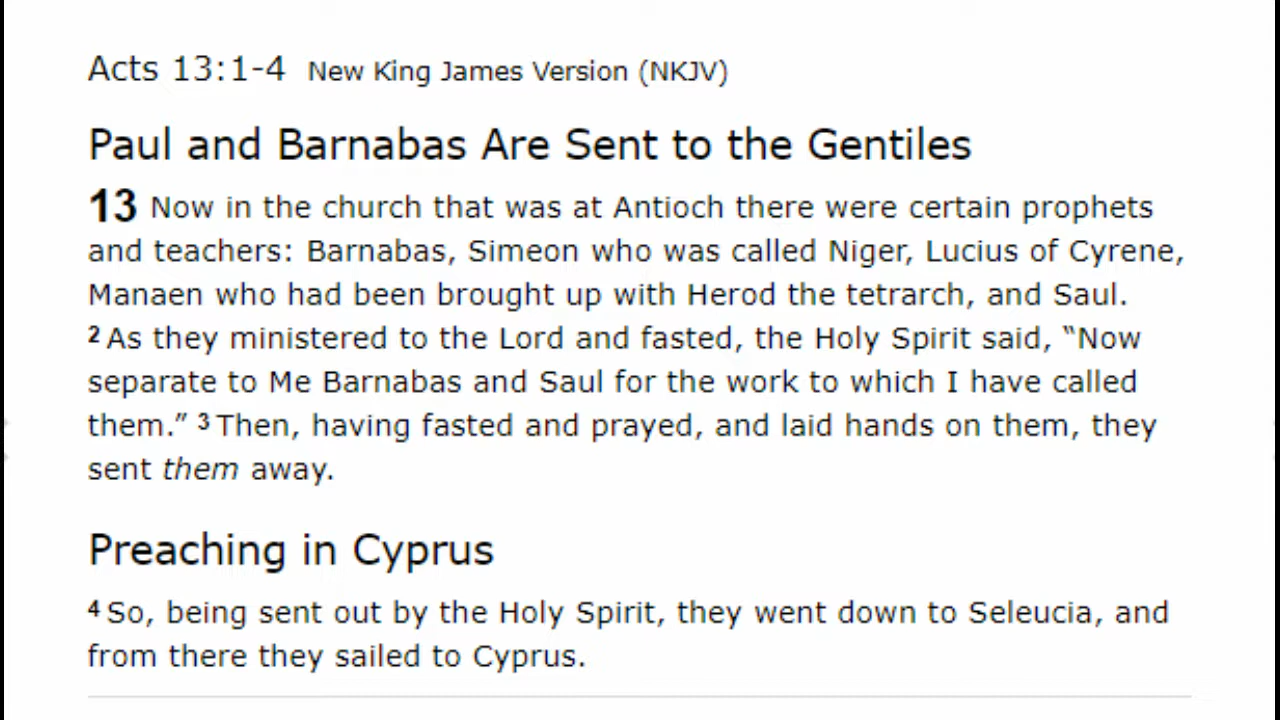 Acts 13:1-4 New King James Version (NKJV)
Paul and Barnabas Are Sent to the Gentiles
13 Now in the church that was at Antioch there were certain prophets
and teachers: Barnabas, Simeon who was called Niger, Lucius of Cyrene,
Manaen who had been brought up with Herod the tetrarch, and Saul.
2 As they ministered to the Lord and fasted, the Holy Spirit said, “Now
separate to Me Barnabas and Saul for the work to which I have called
them.” 3 Then, having fasted and prayed, and laid hands on them, they
sent them away.
Preaching in Cyprus
4 So, being sent out by the Holy Spirit, they went down to Seleucia, and
from there they sailed to Cyprus.